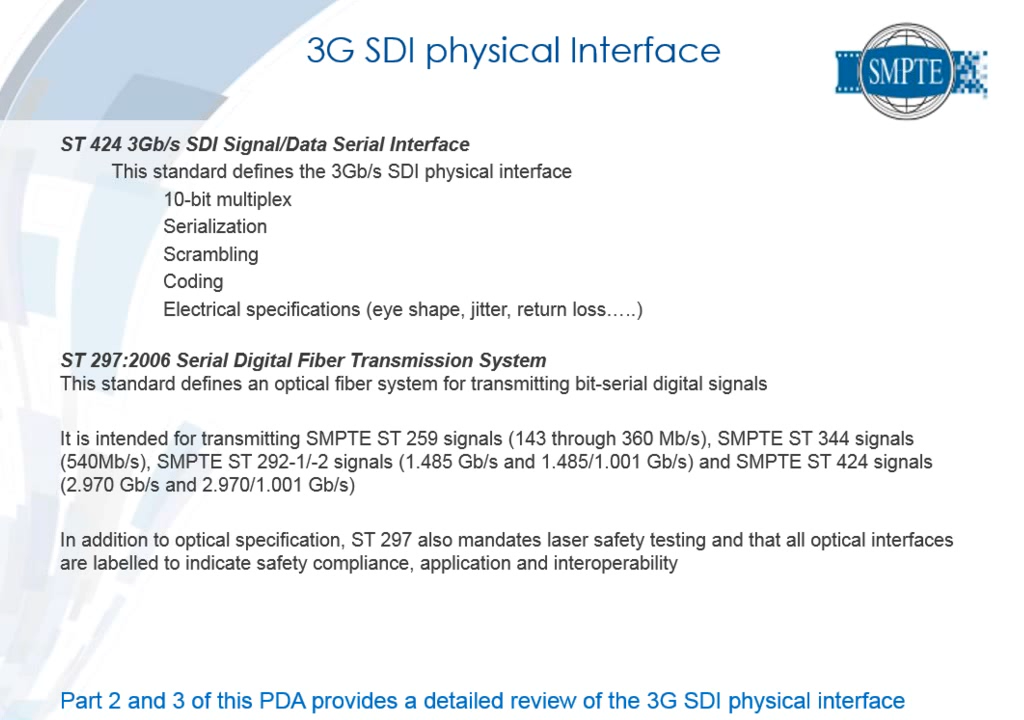 3G SDI physical Interface
SMPTE
ST 424 3Gb/s SDI Signal/Data Serial Interface
This standard defines the 3Gb/s SDI physical interface
10-bit multiplex
Serialization
Scrambling
Coding
Electrical specifications (eye shape, jitter, return loss…..)
ST 297:2006 Serial Digital Fiber Transmission System
This standard defines an optical fiber system for transmitting bit-serial digital signals
It is intended for transmitting SMPTE ST 259 signals (143 through 360 Mb/s), SMPTE ST 344 signals
(540Mb/s), SMPTE ST 292-1/-2 signals (1.485 Gb/s and 1.485/1.001 Gb/s) and SMPTE ST 424 signals
(2.970 Gb/s and 2.970/1.001 Gb/s)
In addition to optical specification, ST 297 also mandates laser safety testing and that all optical interfaces
are labelled to indicate safety compliance, application and interoperability
Part 2 and 3 of this PDA provides a detailed review of the 3G SDI physical interface